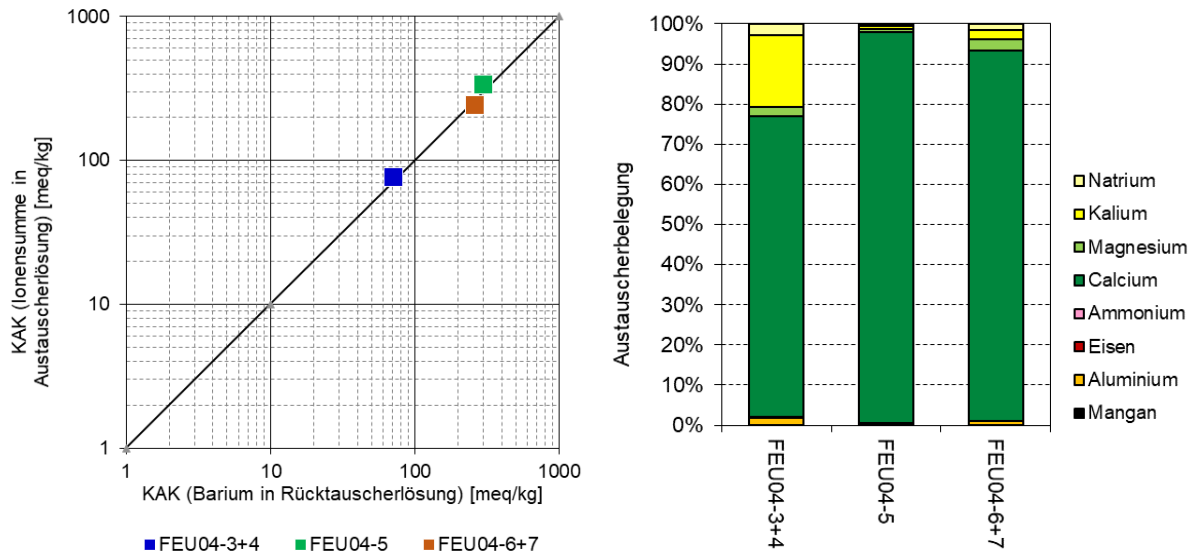 KAK (Ionensumme in
Austauscherlösung) [meq/kg]
1000
100
10
1
1 10 100 1000
KAK (Barium in Rücktauscherlösung) [meq/kg]
FEU04-3+4 FEU04-5 FEU04-6+7
Austauscherbelegung
100%
90%
80%
70%
60%
50%
40%
30%
20%
10%
0%
FEU04-3+4
FEU04-5
FEU04-6+7
Natrium
Kalium
Magnesium
Calcium
Ammonium
Eisen
Aluminium
Mangan